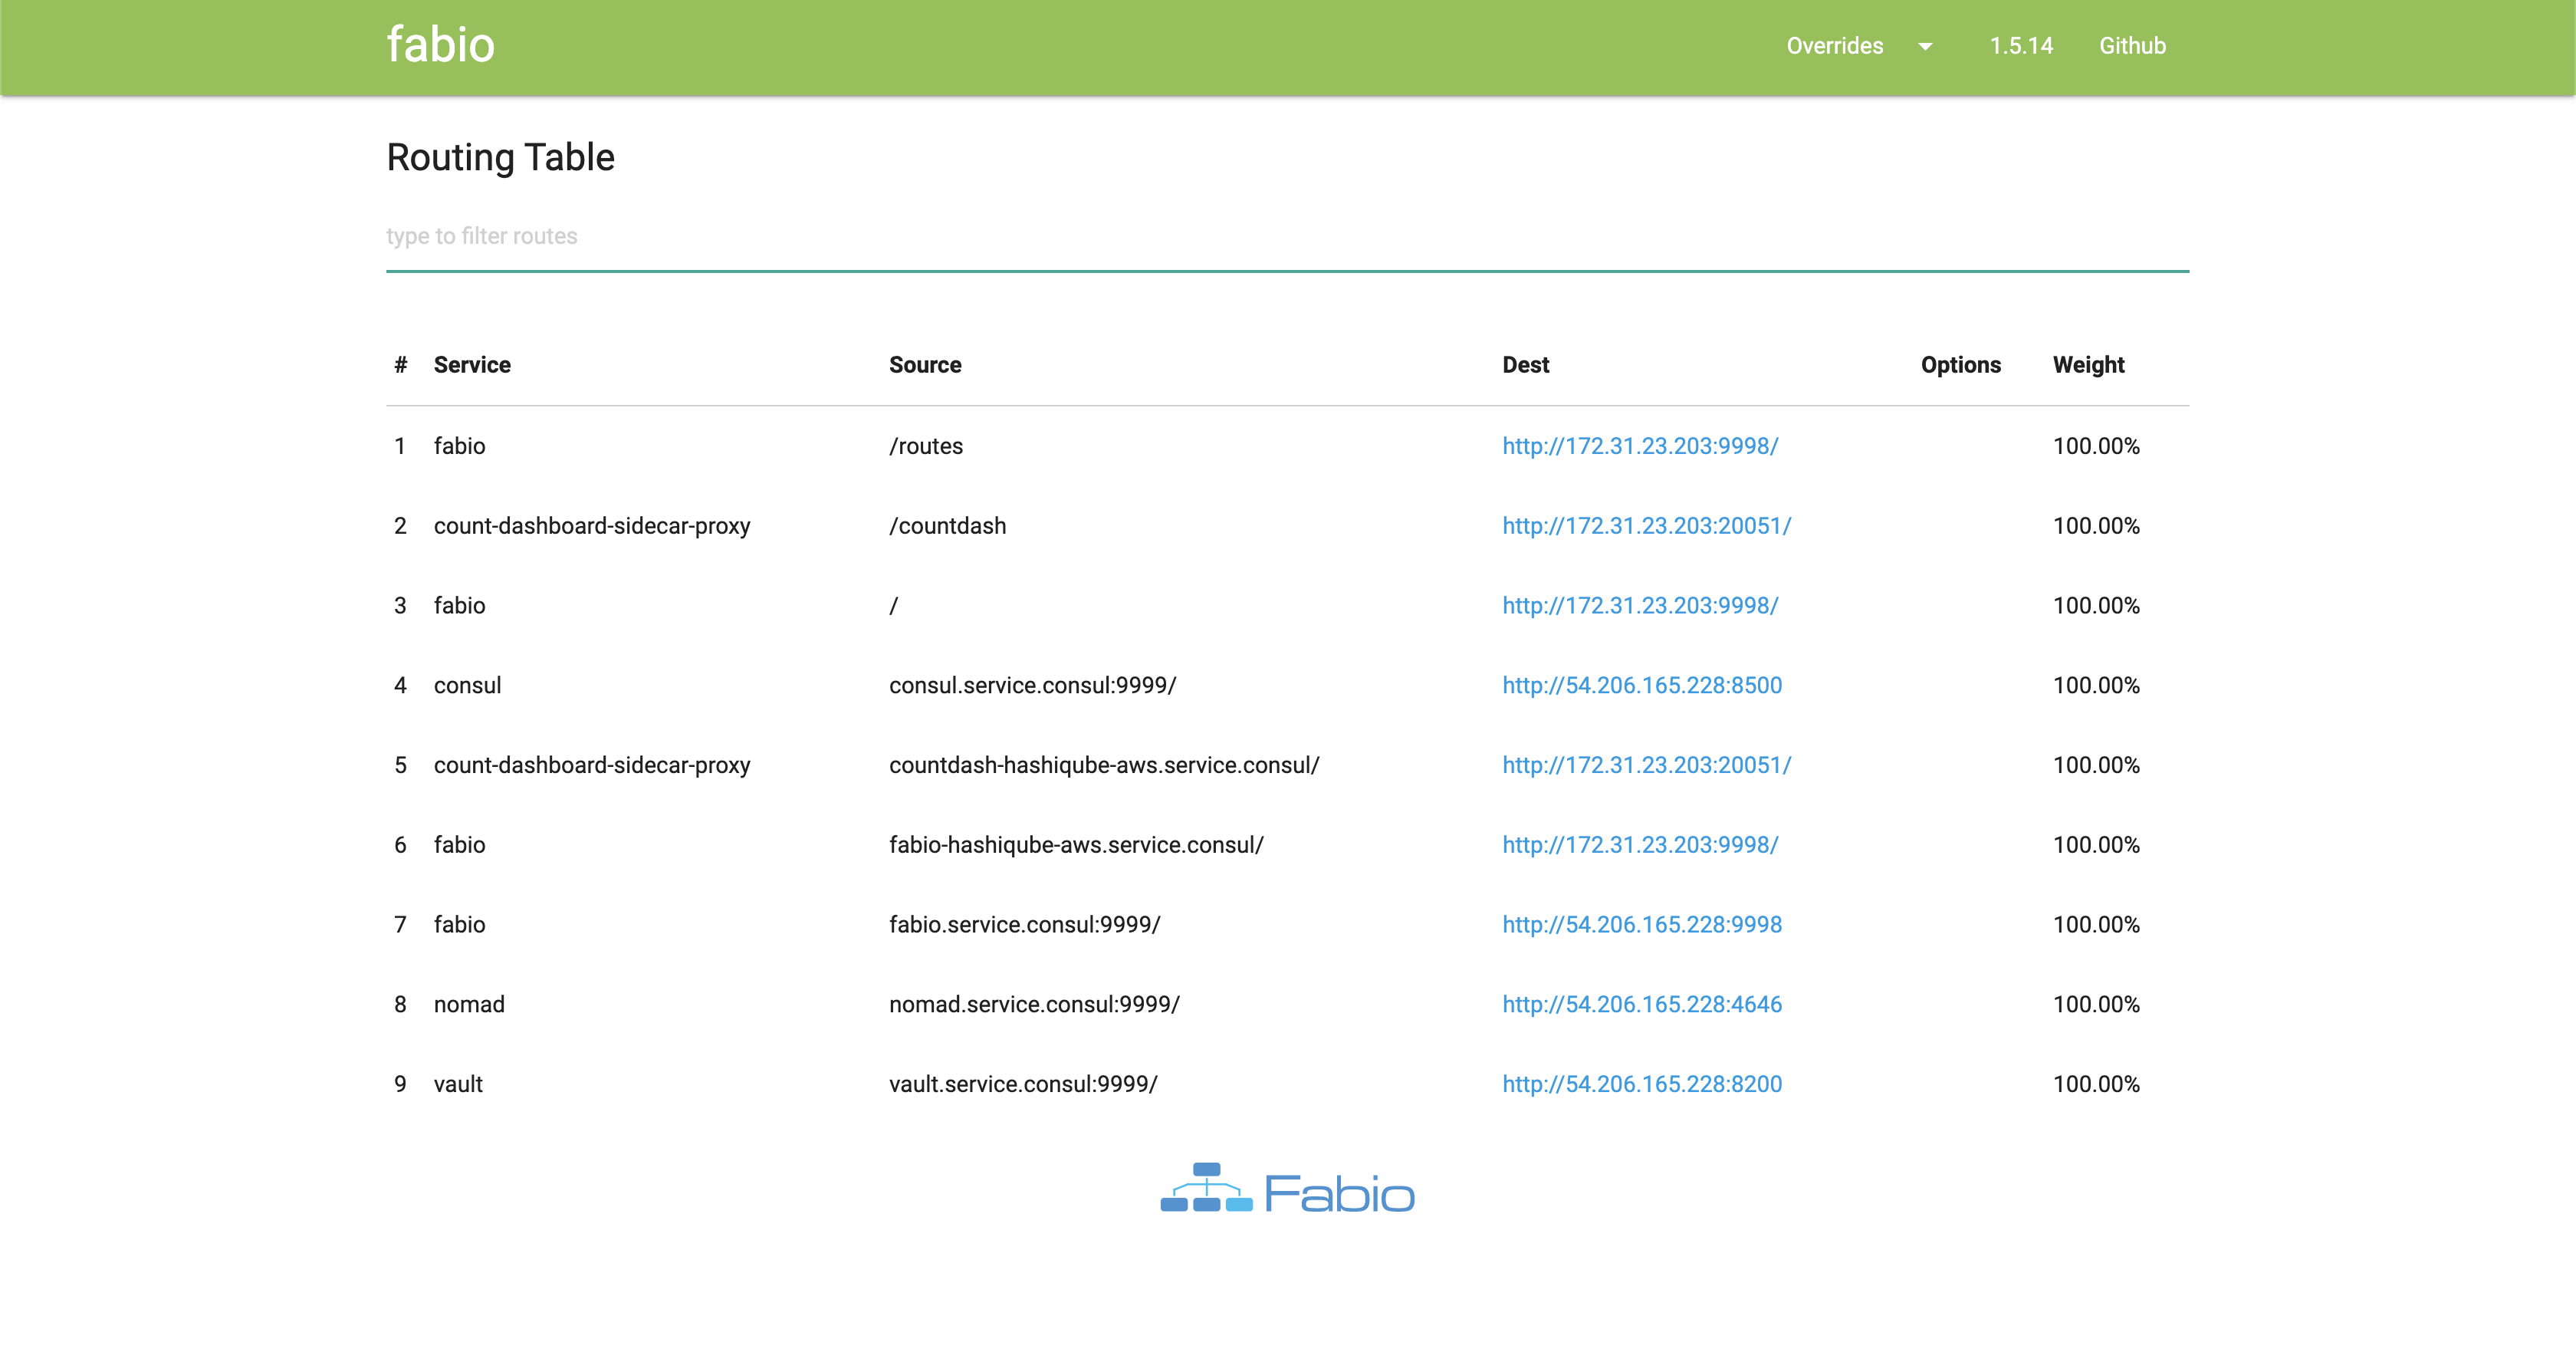 fabio Overrides 1.5.14 Github
Routing Table
type to filter routes
# Service Source Dest Options Weight
1 fabio /routes http://172.31.23.203:9998/ 100.00%
2 count-dashboard-sidecar-proxy /countdash http://172.31.23.203:20051/ 100.00%
3 fabio / http://172.31.23.203:9998/ 100.00%
4 consul consul.service.consul:9999/ http://54.206.165.228:8500 100.00%
5 count-dashboard-sidecar-proxy countdash-hashiqube-aws.service.consul/ http://172.31.23.203:20051/ 100.00%
6 fabio fabio-hashiqube-aws.service.consul/ http://172.31.23.203:9998/ 100.00%
7 fabio fabio.service.consul:9999/ http://54.206.165.228:9998 100.00%
8 nomad nomad.service.consul:9999/ http://54.206.165.228:4646 100.00%
9 vault vault.service.consul:9999/ http://54.206.165.228:8200 100.00%
Fabio